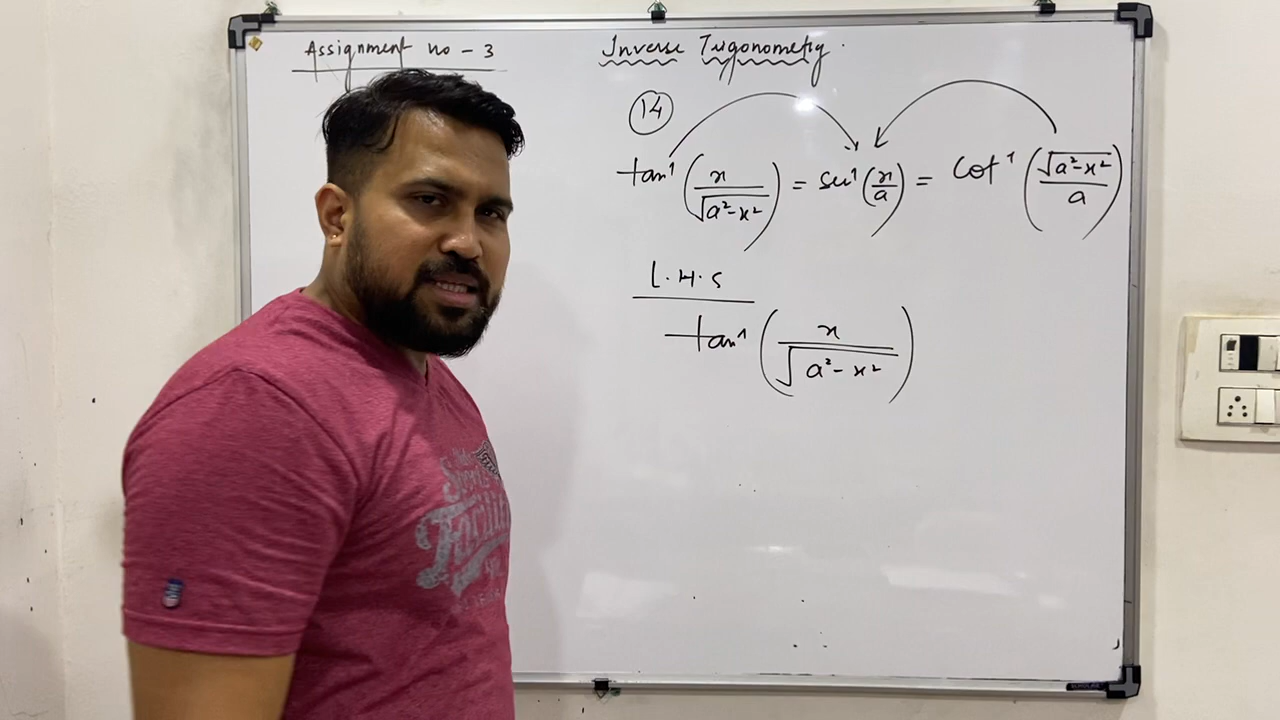 Assignment no - 3
Inverse Trigonometry.
14
tan⁻¹ (x / √a²-x²) = sin⁻¹ (x/a) = cot⁻¹ (√a²-x² / a)
L.H.S
tan⁻¹ (x / √a²-x²)